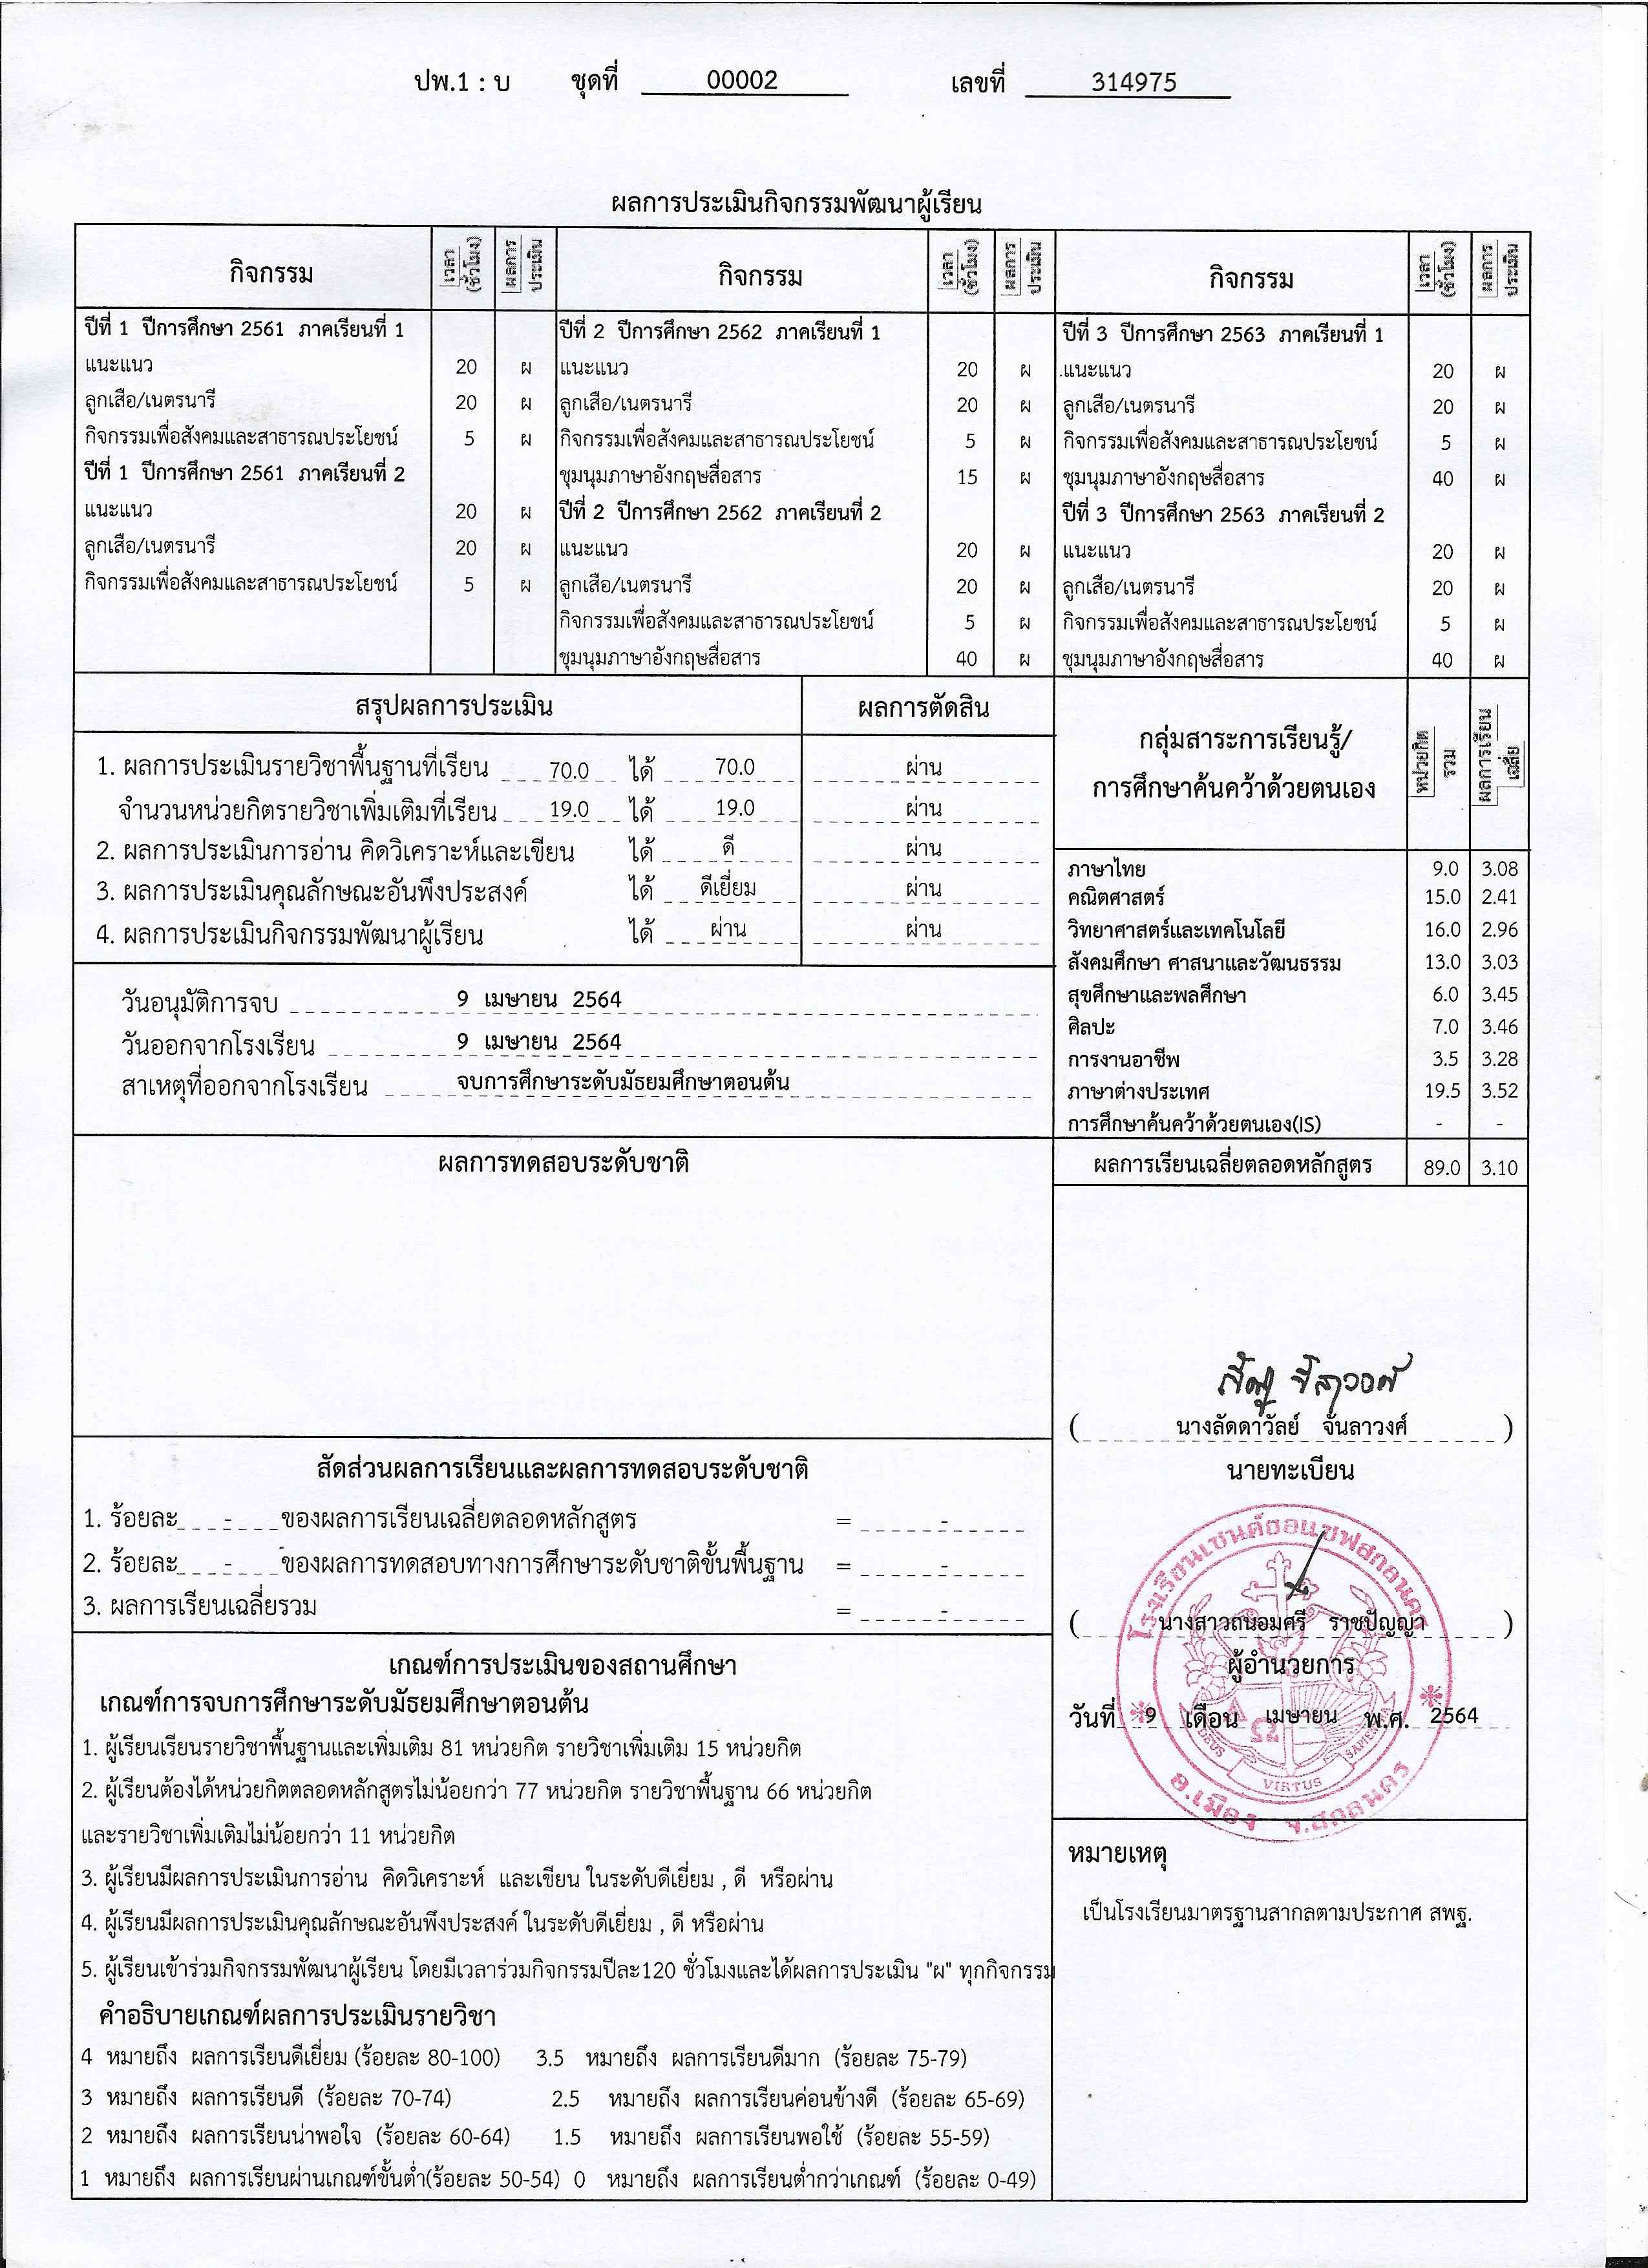 ปพ.1 : บ ชุดที่ 00002 เลขที่ 314975
ผลการประเมินกิจกรรมพัฒนาผู้เรียน
กิจกรรม เวลา (ชั่วโมง) ผลการประเมิน กิจกรรม เวลา (ชั่วโมง) ผลการประเมิน กิจกรรม เวลา (ชั่วโมง) ผลการประเมิน
ปีที่ 1 ปีการศึกษา 2561 ภาคเรียนที่ 1
แนะแนว 20 ผ
ลูกเสือ/เนตรนารี 20 ผ
กิจกรรมเพื่อสังคมและสาธารณประโยชน์ 5 ผ
ปีที่ 1 ปีการศึกษา 2561 ภาคเรียนที่ 2
แนะแนว 20 ผ
ลูกเสือ/เนตรนารี 20 ผ
กิจกรรมเพื่อสังคมและสาธารณประโยชน์ 5 ผ
ปีที่ 2 ปีการศึกษา 2562 ภาคเรียนที่ 1
แนะแนว 20 ผ
ลูกเสือ/เนตรนารี 20 ผ
กิจกรรมเพื่อสังคมและสาธารณประโยชน์ 5 ผ
ชุมนุมภาษาอังกฤษสื่อสาร 15 ผ
ปีที่ 2 ปีการศึกษา 2562 ภาคเรียนที่ 2
แนะแนว 20 ผ
ลูกเสือ/เนตรนารี 20 ผ
กิจกรรมเพื่อสังคมและสาธารณประโยชน์ 5 ผ
ชุมนุมภาษาอังกฤษสื่อสาร 40 ผ
ปีที่ 3 ปีการศึกษา 2563 ภาคเรียนที่ 1
แนะแนว 20 ผ
ลูกเสือ/เนตรนารี 20 ผ
กิจกรรมเพื่อสังคมและสาธารณประโยชน์ 5 ผ
ชุมนุมภาษาอังกฤษสื่อสาร 40 ผ
ปีที่ 3 ปีการศึกษา 2563 ภาคเรียนที่ 2
แนะแนว 20 ผ
ลูกเสือ/เนตรนารี 20 ผ
กิจกรรมเพื่อสังคมและสาธารณประโยชน์ 5 ผ
ชุมนุมภาษาอังกฤษสื่อสาร 40 ผ
สรุปผลการประเมิน ผลการตัดสิน
1. ผลการประเมินรายวิชาพื้นฐานที่เรียน 70.0 ได้ 70.0 ผ่าน
จำนวนหน่วยกิตรายวิชาเพิ่มเติมที่เรียน 19.0 ได้ 19.0 ผ่าน
2. ผลการประเมินการอ่าน คิดวิเคราะห์และเขียน ได้ ดี ผ่าน
3. ผลการประเมินคุณลักษณะอันพึงประสงค์ ได้ ดีเยี่ยม ผ่าน
4. ผลการประเมินกิจกรรมพัฒนาผู้เรียน ได้ ผ่าน ผ่าน
วันอนุมัติการจบ 9 เมษายน 2564
วันออกจากโรงเรียน 9 เมษายน 2564
สาเหตุที่ออกจากโรงเรียน จบการศึกษาระดับมัธยมศึกษาตอนต้น
กลุ่มสาระการเรียนรู้/
การศึกษาค้นคว้าด้วยตนเอง หน่วยกิตรวม ผลการเรียนเฉลี่ย
ภาษาไทย 9.0 3.08
คณิตศาสตร์ 15.0 2.41
วิทยาศาสตร์และเทคโนโลยี 16.0 2.96
สังคมศึกษา ศาสนาและวัฒนธรรม 13.0 3.03
สุขศึกษาและพลศึกษา 6.0 3.45
ศิลปะ 7.0 3.46
การงานอาชีพ 3.5 3.28
ภาษาต่างประเทศ 19.5 3.52
การศึกษาค้นคว้าด้วยตนเอง(IS) - -
ผลการเรียนเฉลี่ยตลอดหลักสูตร 89.0 3.10
ผลการทดสอบระดับชาติ
สัดส่วนผลการเรียนและผลการทดสอบระดับชาติ
1. ร้อยละ - ของผลการเรียนเฉลี่ยตลอดหลักสูตร = -
2. ร้อยละ - ของผลการทดสอบทางการศึกษาระดับชาติขั้นพื้นฐาน = -
3. ผลการเรียนเฉลี่ยรวม = -
( นางลัดดาวัลย์ จันลาวงศ์ )
นายทะเบียน
โรงเรียนเซนต์ยอแซฟสกลนคร
( นางสาวถนอมศรี ราชปัญญา )
ผู้อำนวยการ
วันที่ 9 เดือน เมษายน พ.ศ. 2564
DEUS VIRTUS
อ.เมือง จ.สกลนคร
เกณฑ์การประเมินของสถานศึกษา
เกณฑ์การจบการศึกษาระดับมัธยมศึกษาตอนต้น
1. ผู้เรียนเรียนรายวิชาพื้นฐานและเพิ่มเติม 81 หน่วยกิต รายวิชาเพิ่มเติม 15 หน่วยกิต
2. ผู้เรียนต้องได้หน่วยกิตตลอดหลักสูตรไม่น้อยกว่า 77 หน่วยกิต รายวิชาพื้นฐาน 66 หน่วยกิต
และรายวิชาเพิ่มเติมไม่น้อยกว่า 11 หน่วยกิต
3. ผู้เรียนมีผลการประเมินการอ่าน คิดวิเคราะห์ และเขียน ในระดับดีเยี่ยม , ดี หรือผ่าน
4. ผู้เรียนมีผลการประเมินคุณลักษณะอันพึงประสงค์ ในระดับดีเยี่ยม , ดี หรือผ่าน
5. ผู้เรียนเข้าร่วมกิจกรรมพัฒนาผู้เรียน โดยมีเวลาร่วมกิจกรรมปีละ120 ชั่วโมงและได้ผลการประเมิน "ผ" ทุกกิจกรรม
คำอธิบายเกณฑ์ผลการประเมินรายวิชา
4 หมายถึง ผลการเรียนดีเยี่ยม (ร้อยละ 80-100) 3.5 หมายถึง ผลการเรียนดีมาก (ร้อยละ 75-79)
3 หมายถึง ผลการเรียนดี (ร้อยละ 70-74) 2.5 หมายถึง ผลการเรียนค่อนข้างดี (ร้อยละ 65-69)
2 หมายถึง ผลการเรียนน่าพอใจ (ร้อยละ 60-64) 1.5 หมายถึง ผลการเรียนพอใช้ (ร้อยละ 55-59)
1 หมายถึง ผลการเรียนผ่านเกณฑ์ขั้นต่ำ(ร้อยละ 50-54) 0 หมายถึง ผลการเรียนต่ำกว่าเกณฑ์ (ร้อยละ 0-49)
หมายเหตุ
เป็นโรงเรียนมาตรฐานสากลตามประกาศ สพฐ.